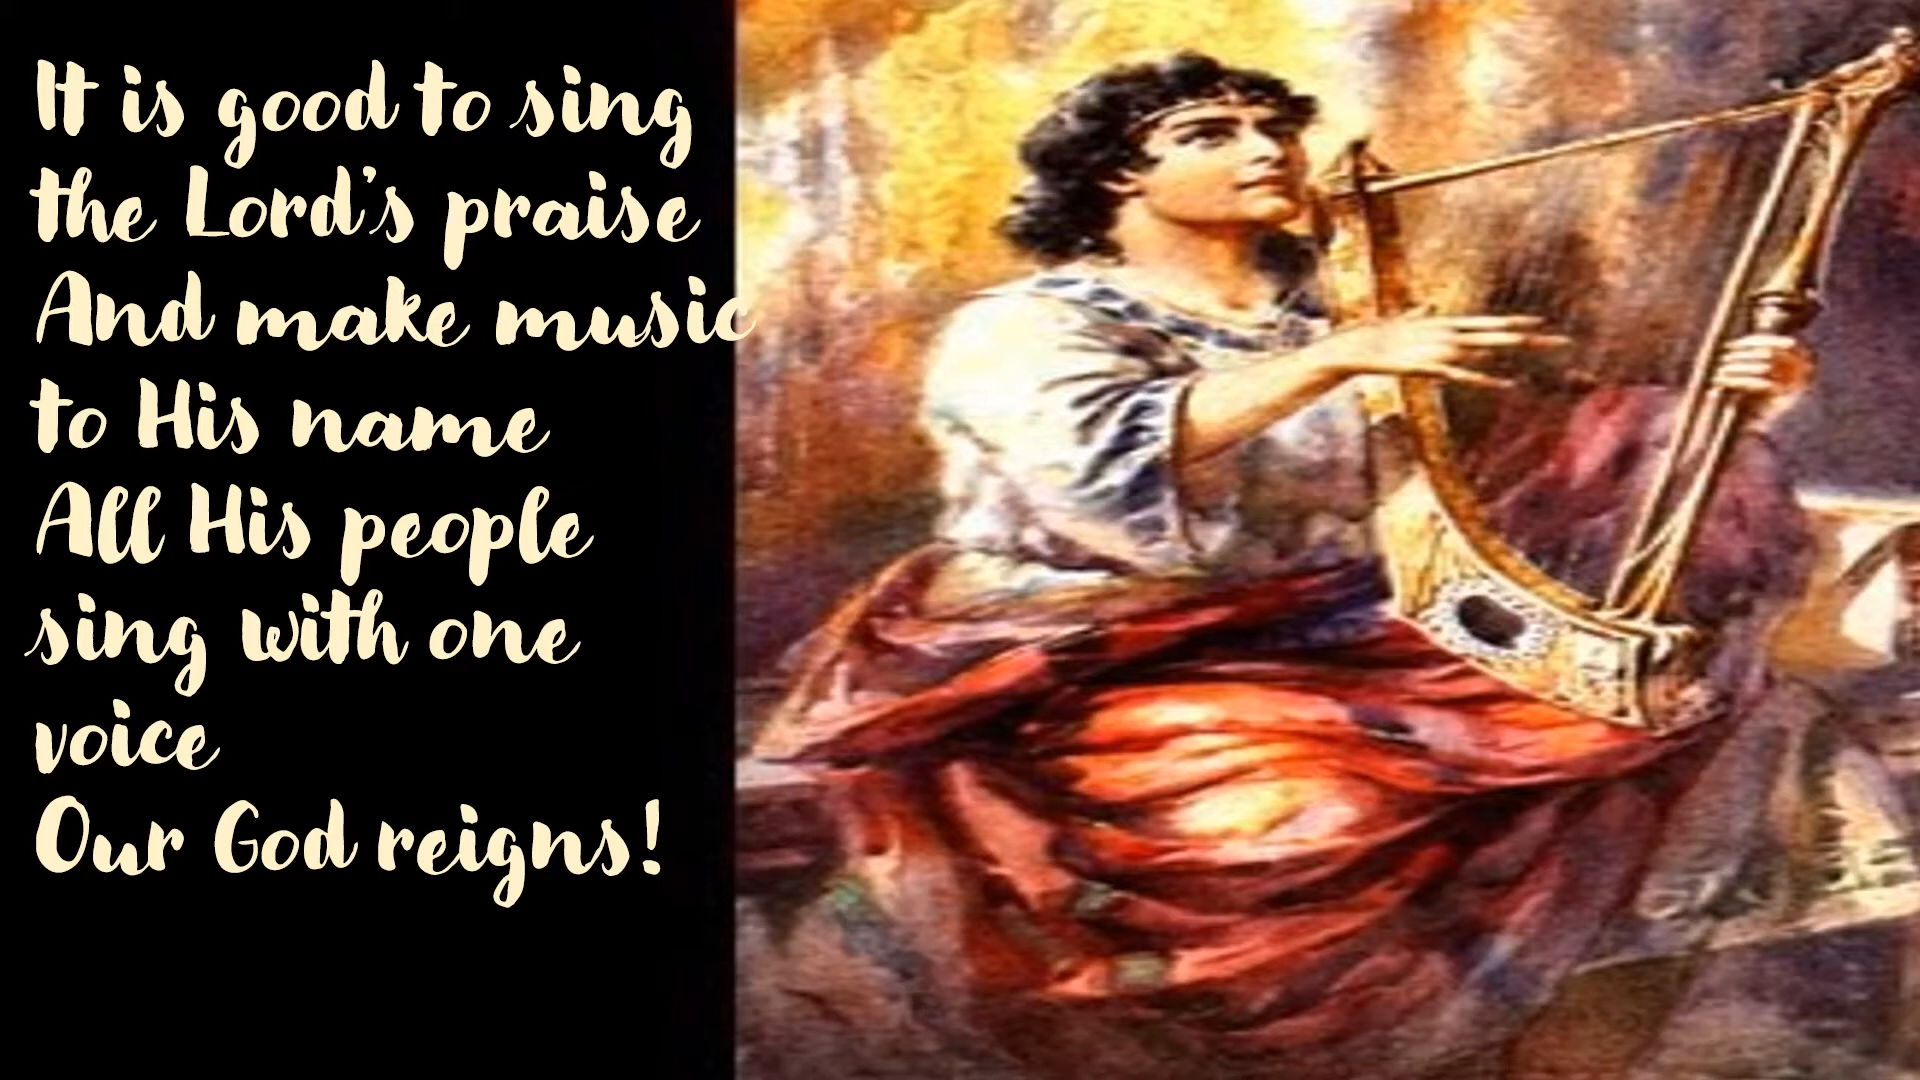 It is good to sing
the Lord's praise
And make music
to His name
All His people
sing with one
voice
Our God reigns!